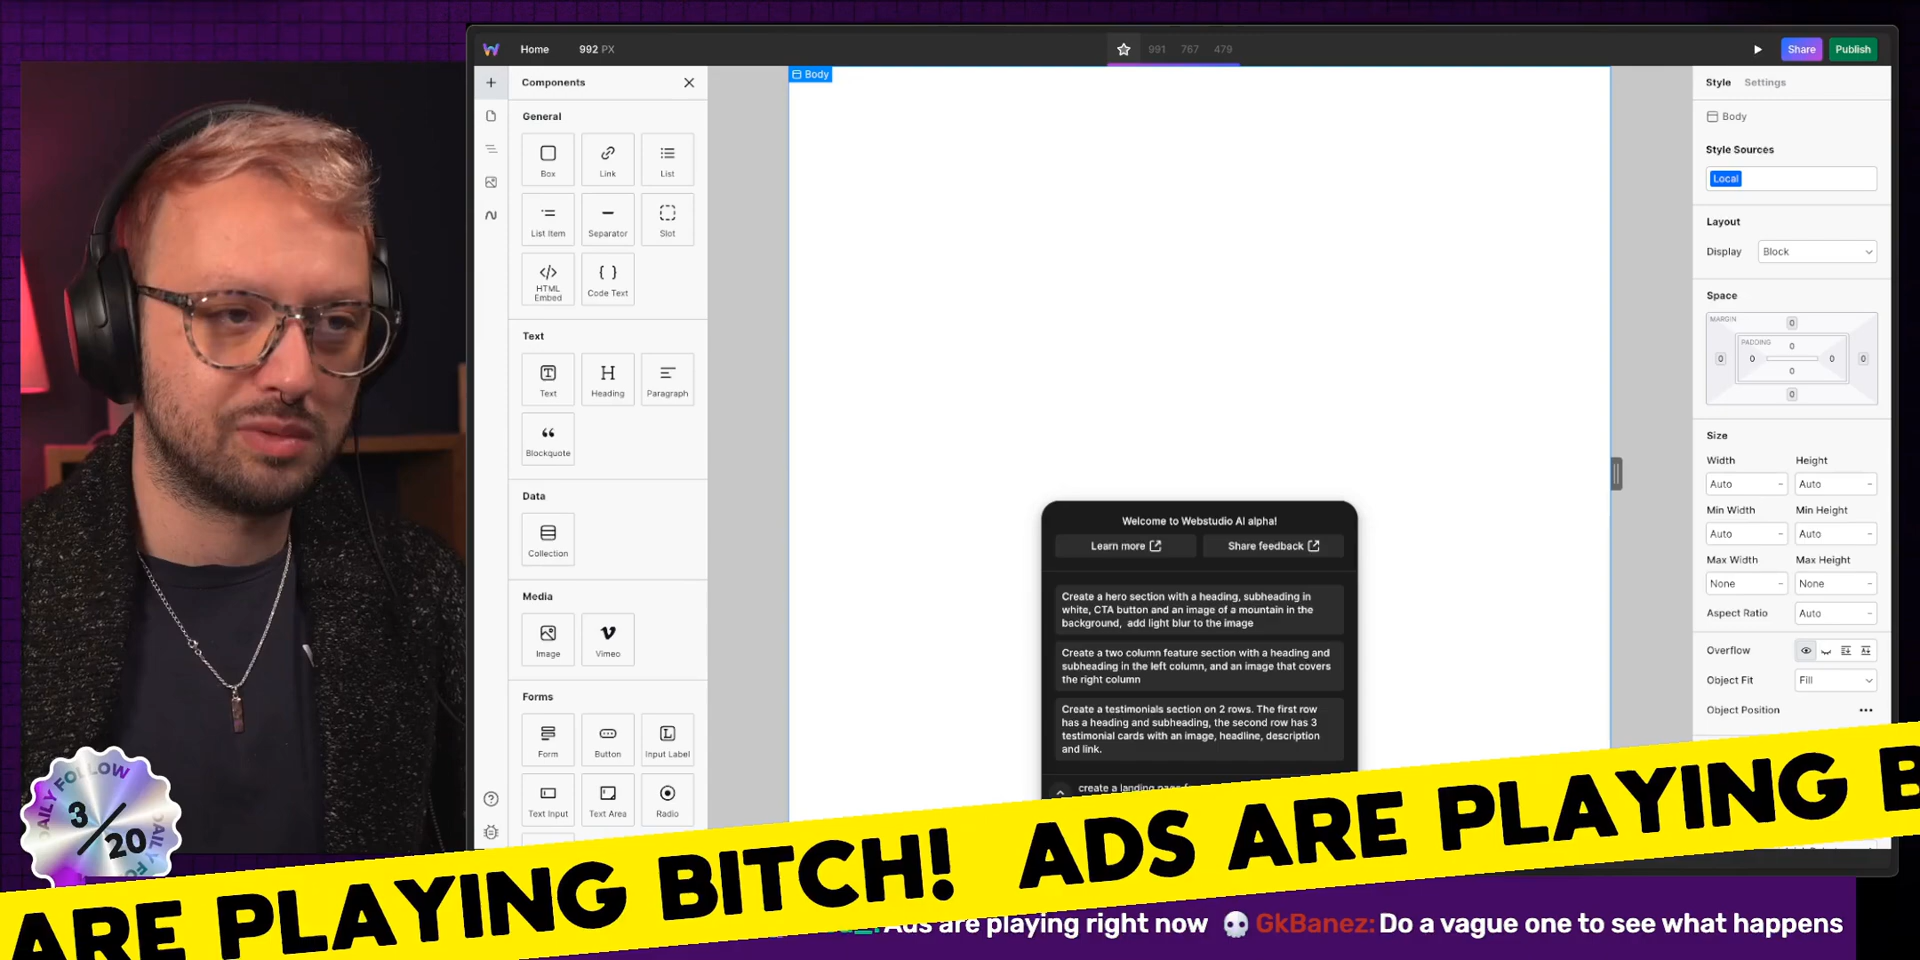 Home 992 PX 991 767 479 Share Publish
Components
General
Box Link List
List Item Separator Slot
HTML Embed Code Text
Text
Text Heading Paragraph
Blockquote
Data
Collection
Media
Image Vimeo
Forms
Form Button Input Label
Text Input Text Area Radio
Body
Welcome to Webstudio AI alpha!
Learn more Share feedback
Create a hero section with a heading, subheading in
white, CTA button and an image of a mountain in the
background, add light blur to the image
Create a two column feature section with a heading and
subheading in the left column, and an image that covers
the right column
Create a testimonials section on 2 rows. The first row
has a heading and subheading, the second row has 3
testimonial cards with an image, headline, description
and link.
create a landing
Style Settings
Body
Style Sources
Local
Layout
Display Block
Space
MARGIN
0
PADDING
0
0 0 0 0
0
0
Size
Width Height
Auto Auto
Min Width Min Height
Auto Auto
Max Width Max Height
None None
Aspect Ratio Auto
Overflow
Object Fit Fill
Object Position
DAILY FOLLOW
3/20
ARE PLAYING BITCH! ADS ARE PLAYING B
Ads are playing right now GkBanez: Do a vague one to see what happens